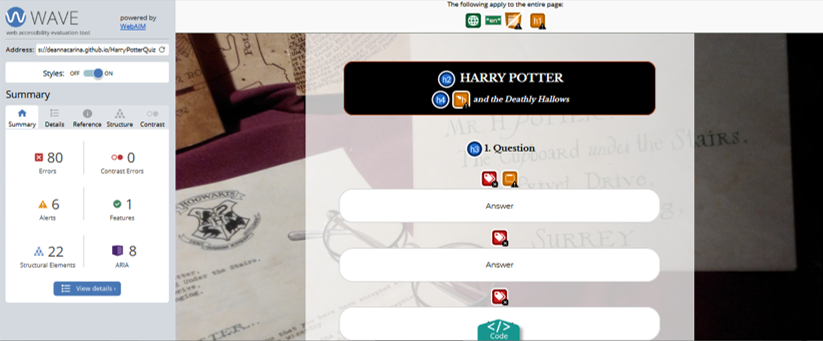 WAVE
web accessibility evaluation tool
powered by
WebAIM
Address: s://deannacarina.github.io/HarryPotterQuiz
Styles: OFF ON
Summary
Summary Details Reference Structure Contrast
80 Errors
0 Contrast Errors
6 Alerts
1 Features
22 Structural Elements
8 ARIA
View details ›
The following apply to the entire page:
"en" h1
h2 HARRY POTTER
h4 and the Deathly Hallows
h3 1. Question
Answer
Answer
</>
Code
MR. H POTTER
The Cupboard under the Stairs,
Drive,
SURREY
HOGWARTS